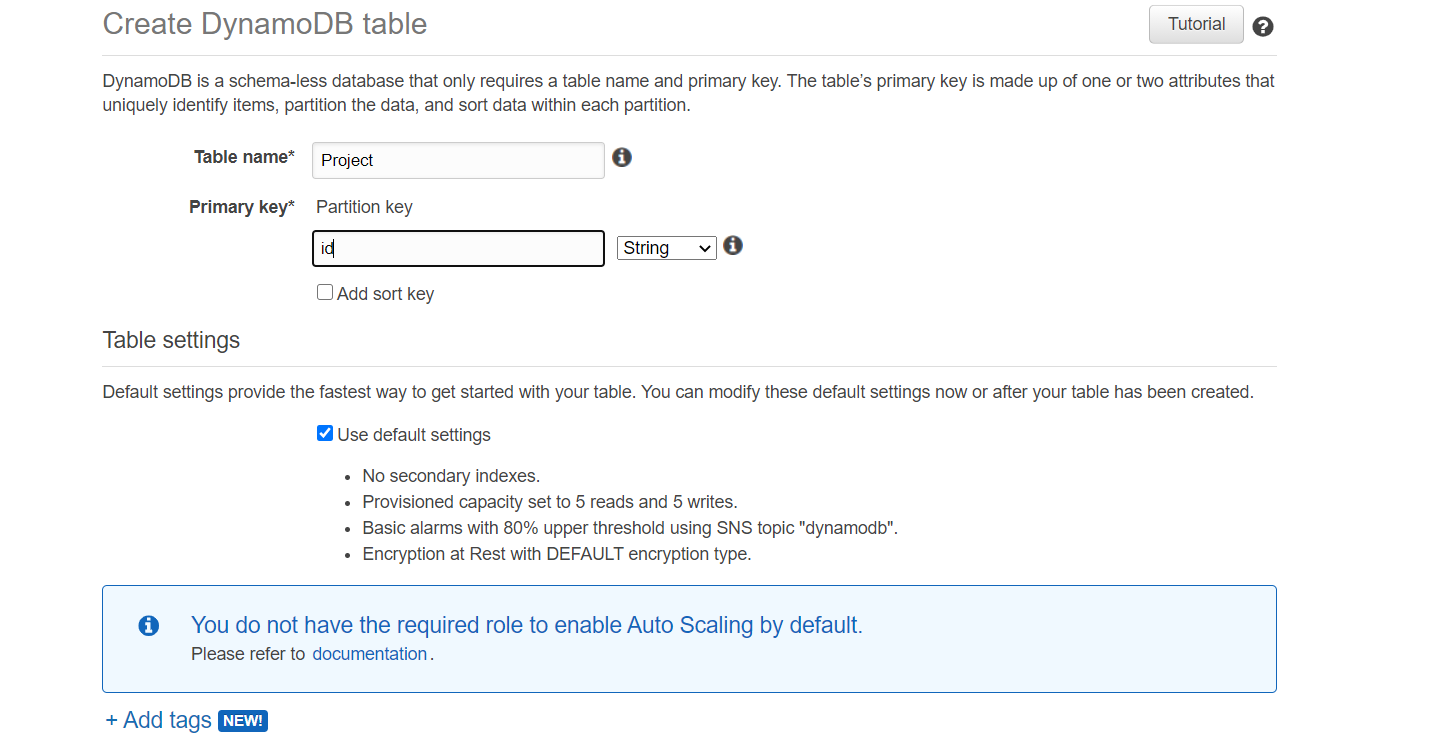 Create DynamoDB table
Tutorial
DynamoDB is a schema-less database that only requires a table name and primary key. The table’s primary key is made up of one or two attributes that
uniquely identify items, partition the data, and sort data within each partition.
Table name* Project
Primary key* Partition key
id String
Add sort key
Table settings
Default settings provide the fastest way to get started with your table. You can modify these default settings now or after your table has been created.
Use default settings
• No secondary indexes.
• Provisioned capacity set to 5 reads and 5 writes.
• Basic alarms with 80% upper threshold using SNS topic "dynamodb".
• Encryption at Rest with DEFAULT encryption type.
You do not have the required role to enable Auto Scaling by default.
Please refer to documentation.
+ Add tags NEW!